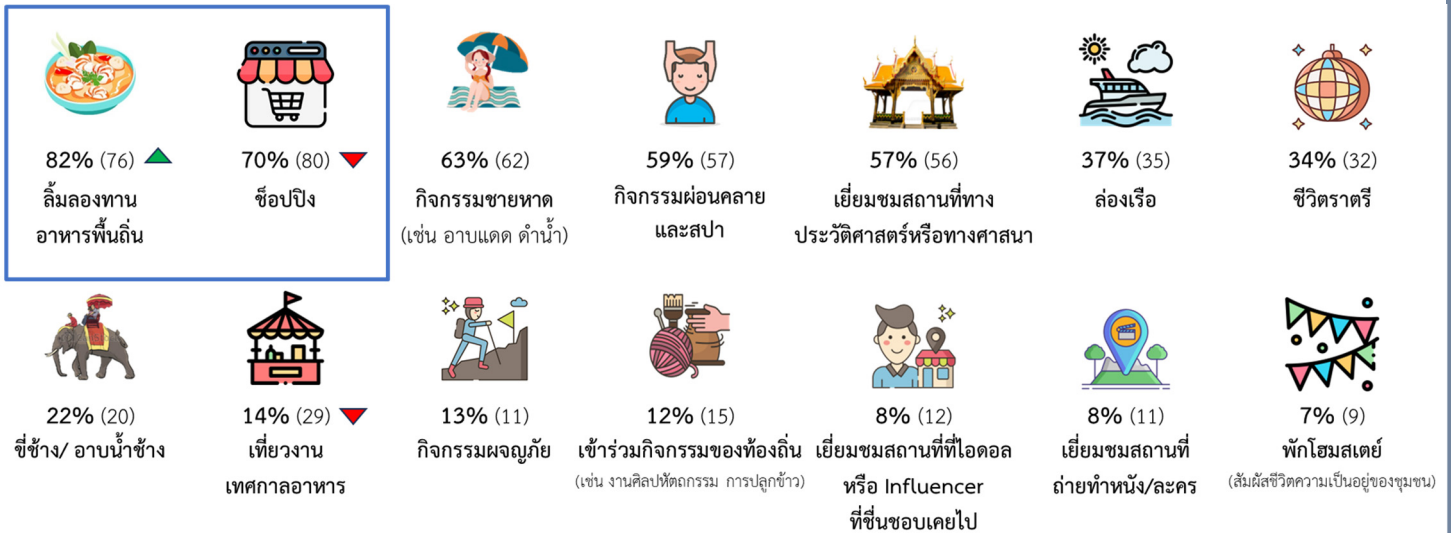 82% (76)
ลิ้มลองทาน
อาหารพื้นถิ่น
70% (80)
ช็อปปิง
63% (62)
กิจกรรมชายหาด
(เช่น อาบแดด ดำน้ำ)
59% (57)
กิจกรรมผ่อนคลาย
และสปา
57% (56)
เยี่ยมชมสถานที่ทาง
ประวัติศาสตร์หรือทางศาสนา
37% (35)
ล่องเรือ
34% (32)
ชีวิตราตรี
22% (20)
ขี่ช้าง/ อาบน้ำช้าง
14% (29)
เที่ยวงาน
เทศกาลอาหาร
13% (11)
กิจกรรมผจญภัย
12% (15)
เข้าร่วมกิจกรรมของท้องถิ่น
(เช่น งานศิลปหัตถกรรม การปลูกข้าว)
8% (12)
เยี่ยมชมสถานที่ที่ไอดอล
หรือ Influencer
ที่ชื่นชอบเคยไป
8% (11)
เยี่ยมชมสถานที่
ถ่ายทำหนัง/ละคร
7% (9)
พักโฮมสเตย์
(สัมผัสชีวิตความเป็นอยู่ของชุมชน)